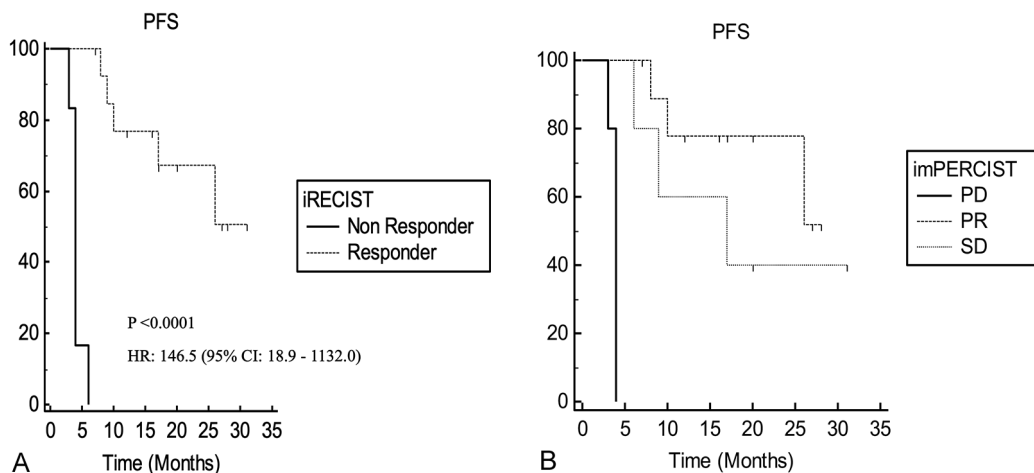 PFS
100
80
60
40
20
0
0 5 10 15 20 25 30 35
Time (Months)
iRECIST
Non Responder
Responder
P <0.0001
HR: 146.5 (95% CI: 18.9 - 1132.0)
A
PFS
100
80
60
40
20
0
0 5 10 15 20 25 30 35
Time (Months)
imPERCIST
PD
PR
SD
B